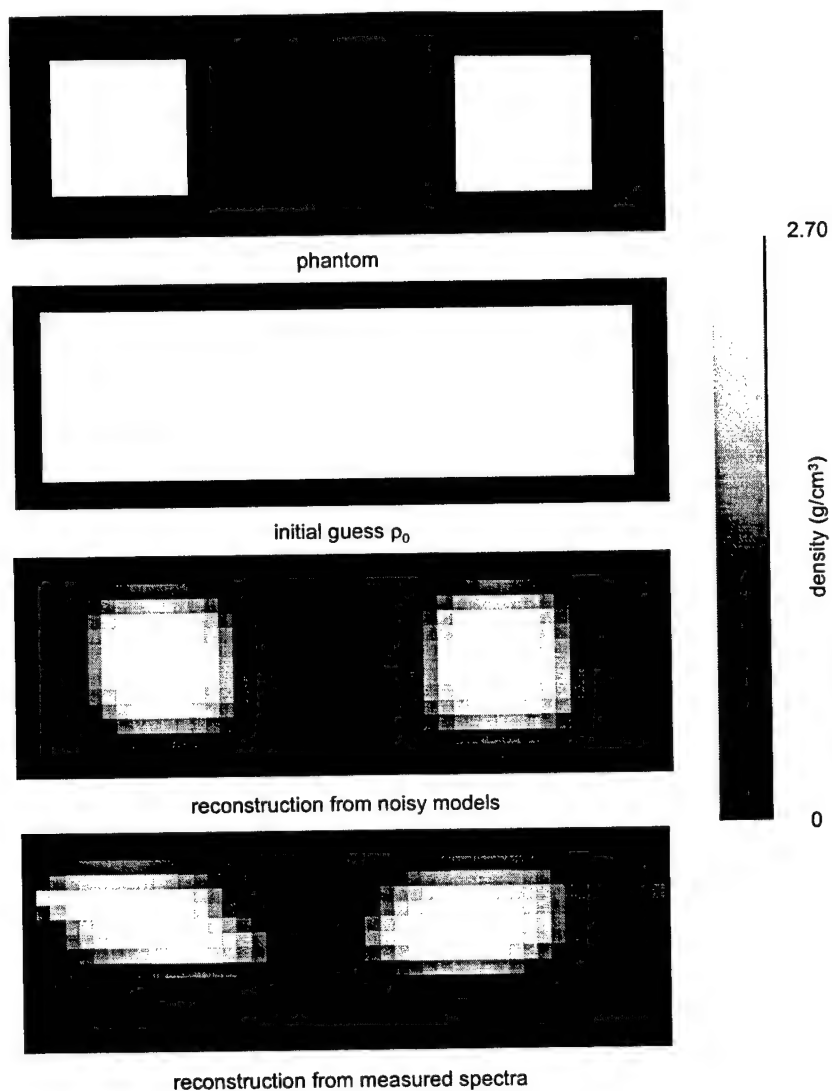 phantom
2.70
initial guess ρ₀
density (g/cm³)
reconstruction from noisy models
0
reconstruction from measured spectra